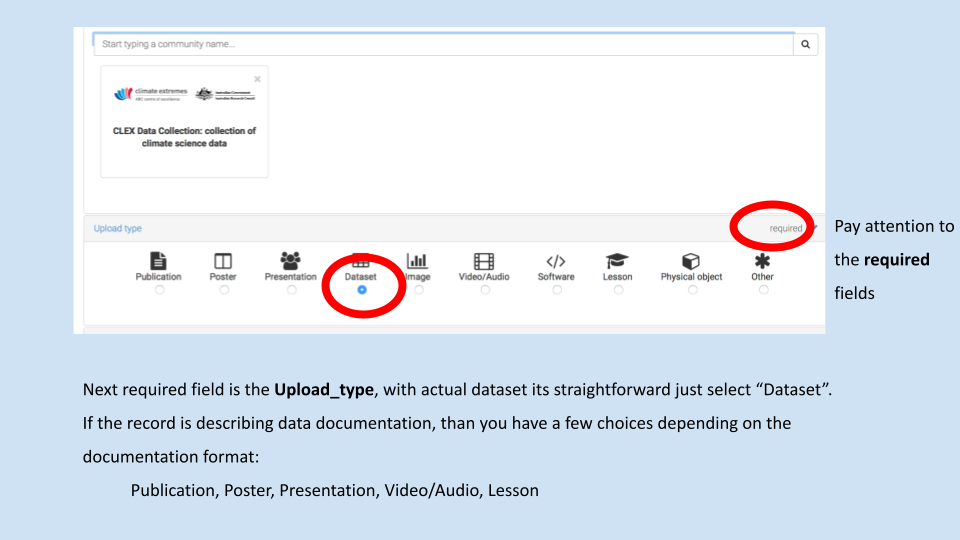 Start typing a community name...
×
climate extremes
ARC centre of excellence
Australian Government
Australian Research Council
CLEX Data Collection: collection of
climate science data
Upload type
required
Publication Poster Presentation Dataset Image Video/Audio Software Lesson Physical object Other
Pay attention to
the required
fields
Next required field is the Upload_type, with actual dataset its straightforward just select “Dataset”.
If the record is describing data documentation, than you have a few choices depending on the
documentation format:
Publication, Poster, Presentation, Video/Audio, Lesson